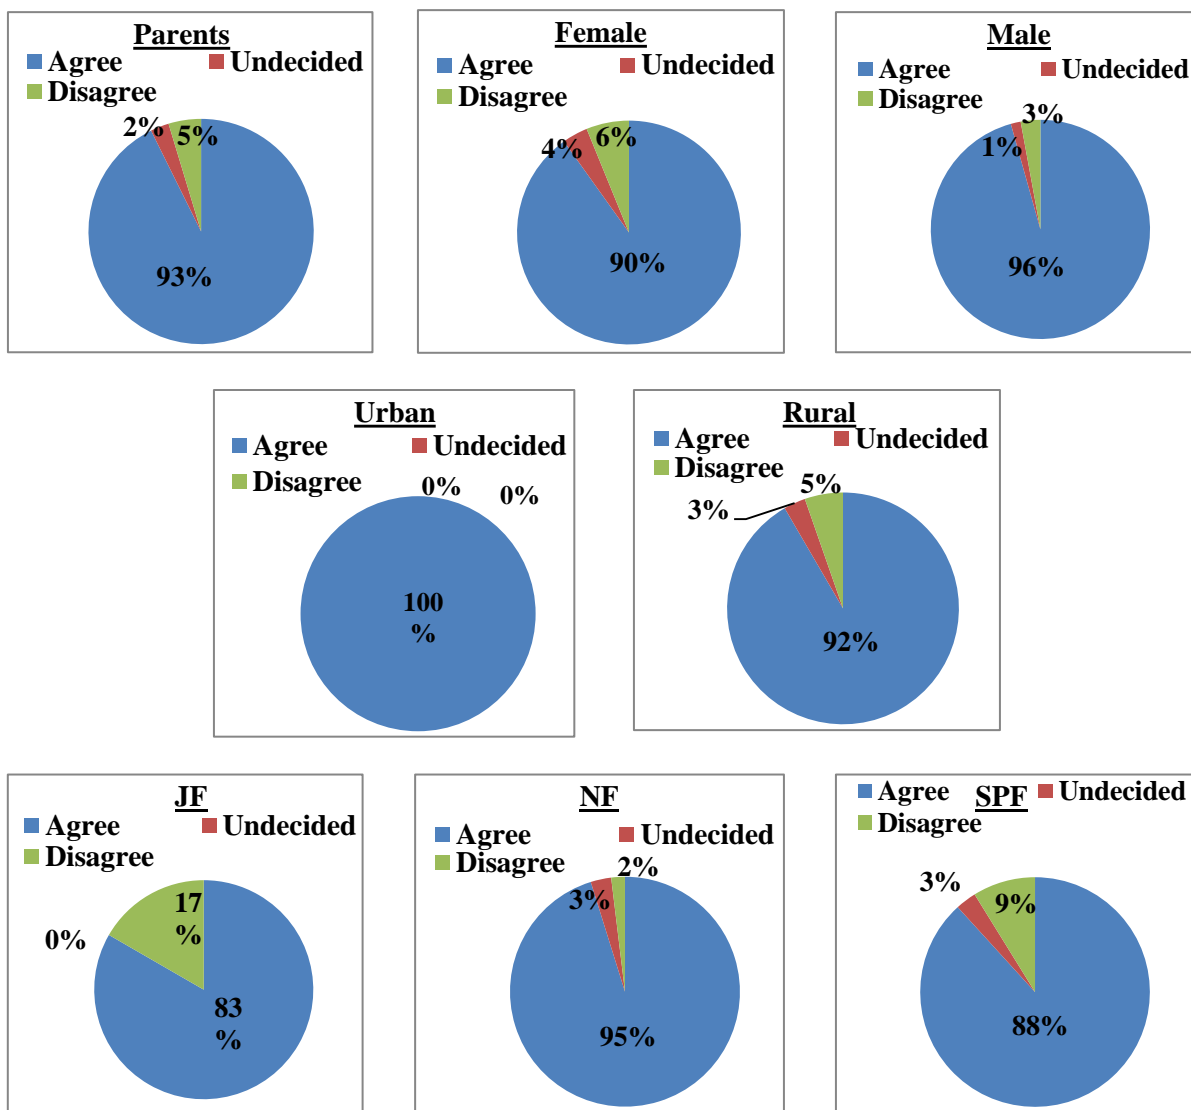 Parents
Agree Undecided
Disagree
2% 5%
93%
Female
Agree Undecided
Disagree
4% 6%
90%
Male
Agree Undecided
Disagree
3%
1%
96%
Urban
Agree Undecided
Disagree
0% 0%
100
%
Rural
Agree Undecided
Disagree
5%
3%
92%
JF
Agree Undecided
Disagree
17
%
0%
83
%
NF
Agree Undecided
Disagree
2%
3%
95%
SPF
Agree Undecided
Disagree
3%
9%
88%